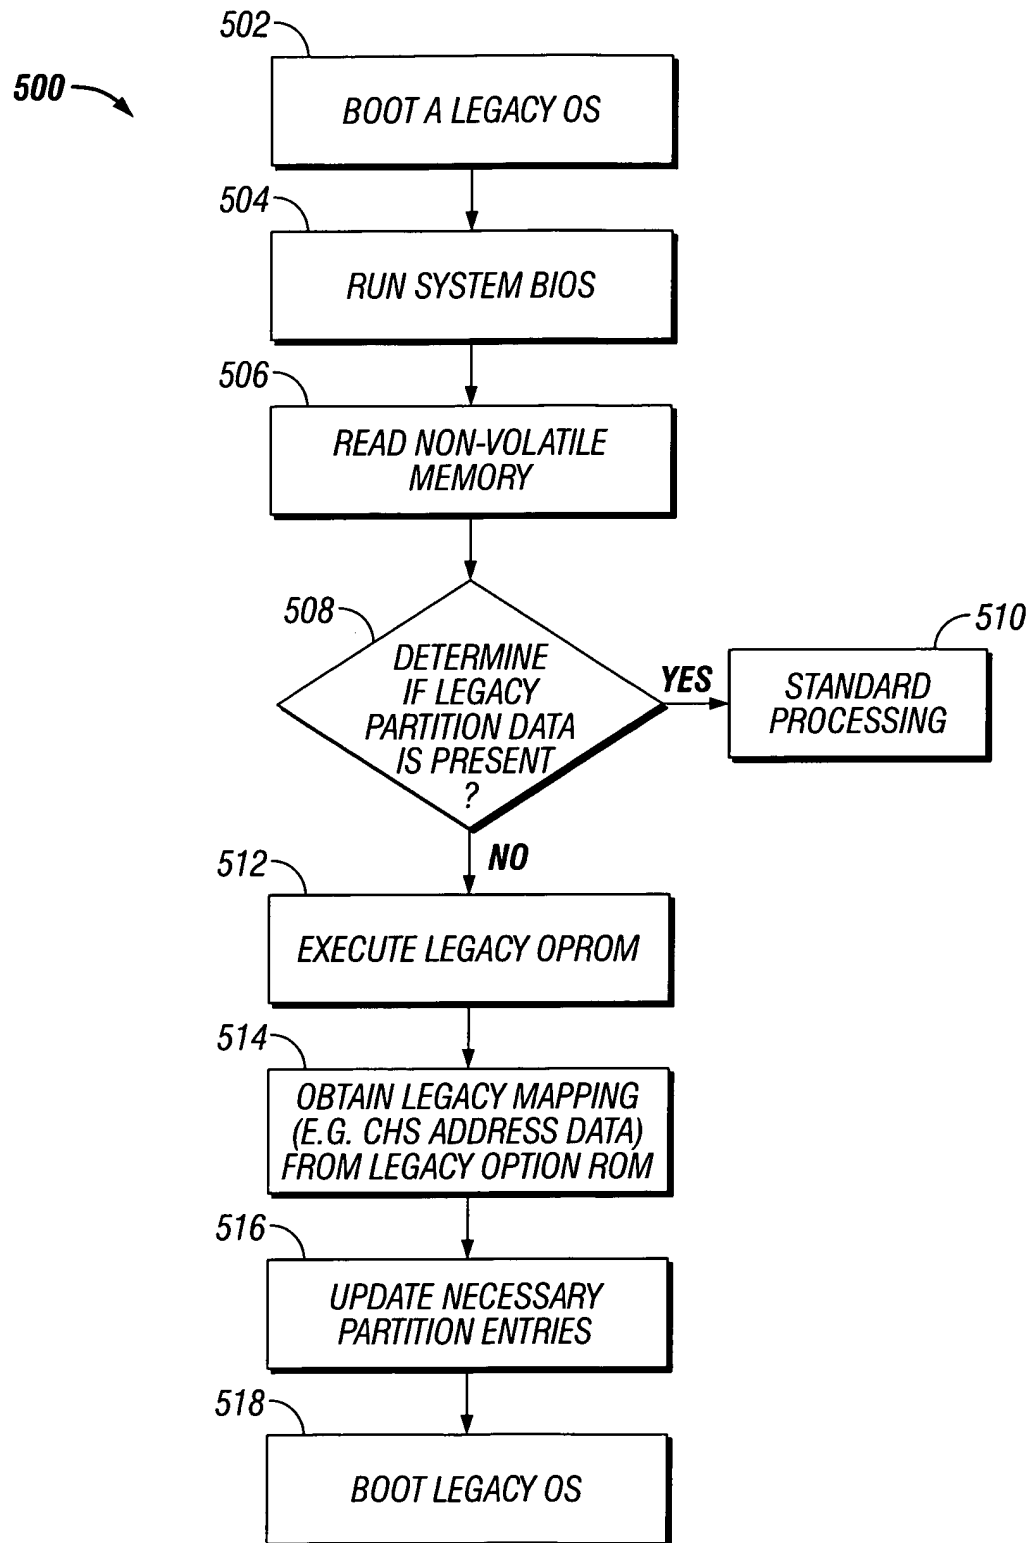 502
500
BOOT A LEGACY OS
504
RUN SYSTEM BIOS
506
READ NON-VOLATILE
MEMORY
508
DETERMINE
IF LEGACY
PARTITION DATA
IS PRESENT
?
YES
510
STANDARD
PROCESSING
NO
512
EXECUTE LEGACY OPROM
514
OBTAIN LEGACY MAPPING
(E.G. CHS ADDRESS DATA)
FROM LEGACY OPTION ROM
516
UPDATE NECESSARY
PARTITION ENTRIES
518
BOOT LEGACY OS